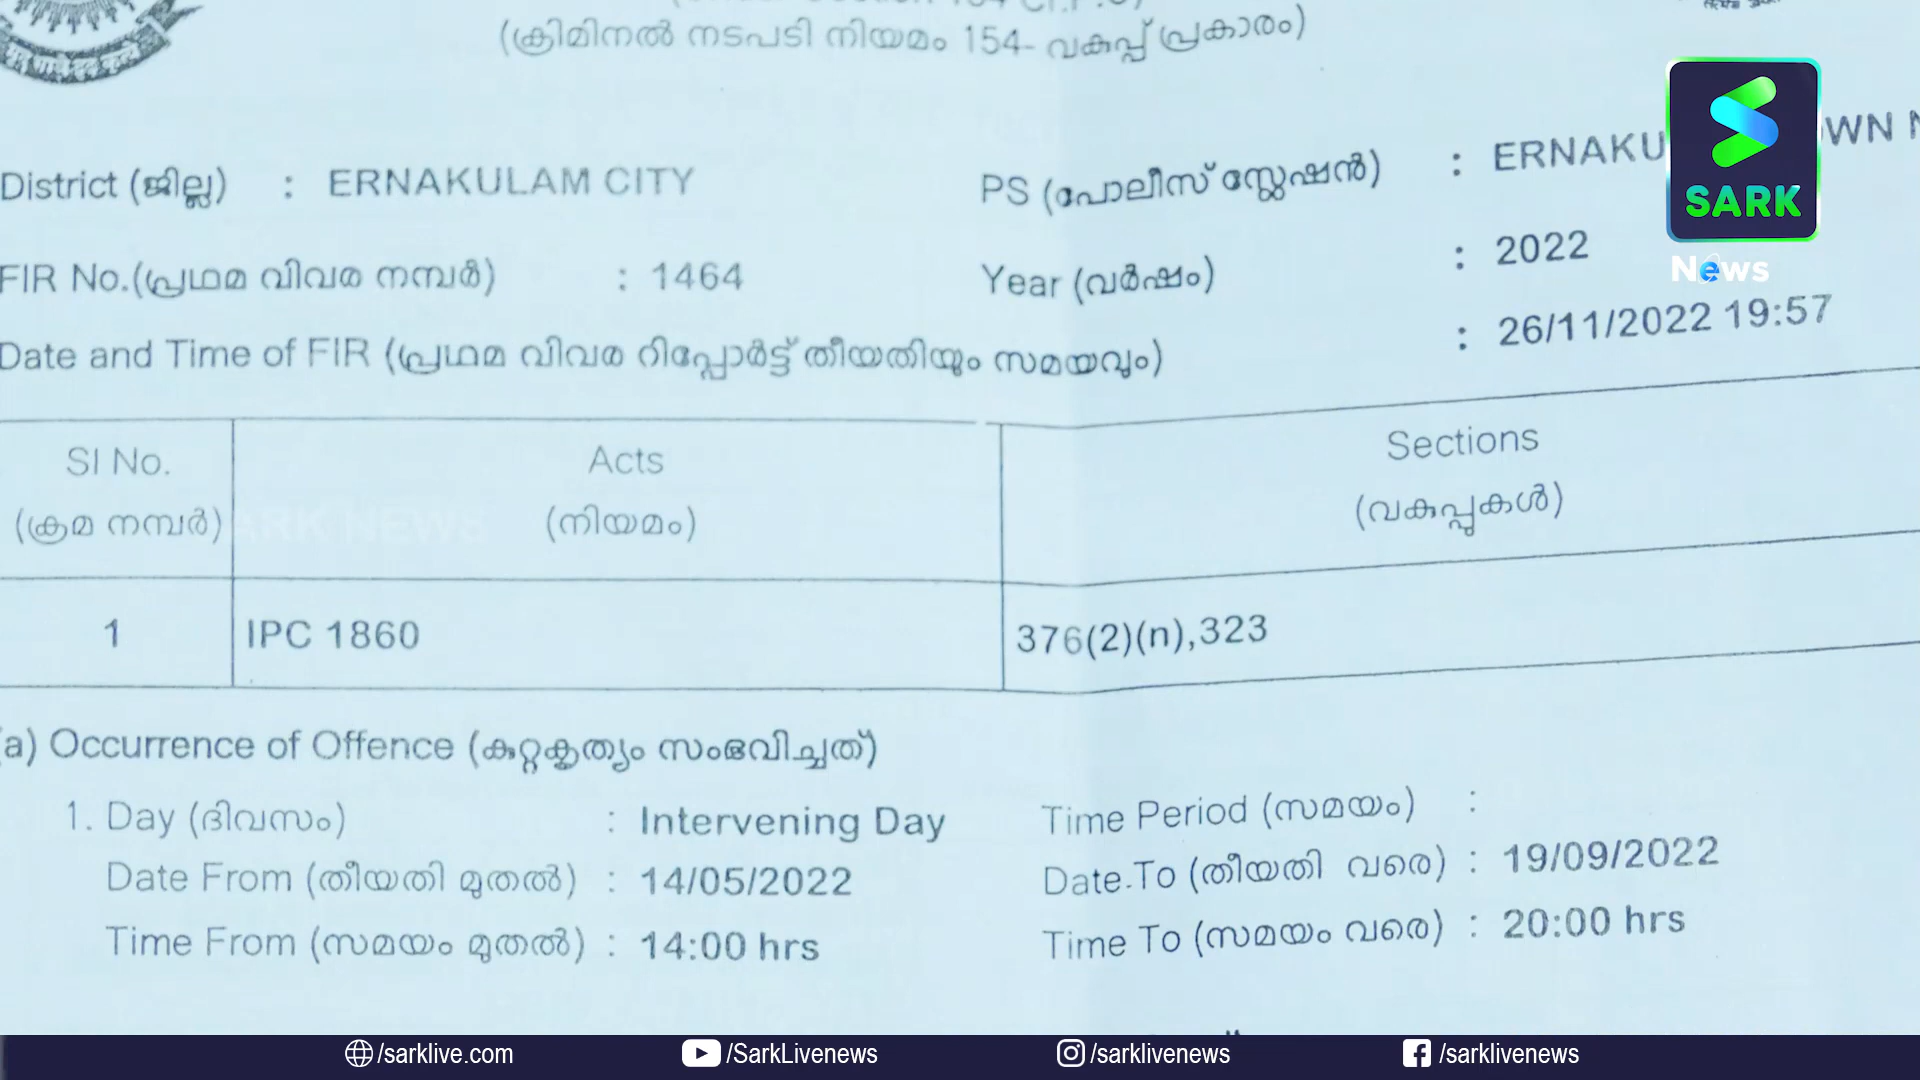 (ക്രിമിനൽ നടപടി നിയമം 154- വകുപ്പ് പ്രകാരം)
District (ജില്ല) : ERNAKULAM CITY PS (പോലീസ് സ്റ്റേഷൻ) : ERNAKU
FIR No.(പ്രഥമ വിവര നമ്പർ) : 1464 Year (വർഷം) : 2022
Date and Time of FIR (പ്രഥമ വിവര റിപ്പോർട്ട് തീയതിയും സമയവും) : 26/11/2022 19:57
Sl No. Acts Sections
(ക്രമ നമ്പർ) (നിയമം) (വകുപ്പുകൾ)
1 IPC 1860 376(2)(n),323
(a) Occurrence of Offence (കുറ്റകൃത്യം സംഭവിച്ചത്)
1. Day (ദിവസം) : Intervening Day Time Period (സമയം) :
Date From (തീയതി മുതൽ) : 14/05/2022 Date To (തീയതി വരെ) : 19/09/2022
Time From (സമയം മുതൽ) : 14:00 hrs Time To (സമയം വരെ) : 20:00 hrs
SARK
News
ARK NEWS
/sarklive.com /SarkLivenews /sarklivenews /sarklivenews